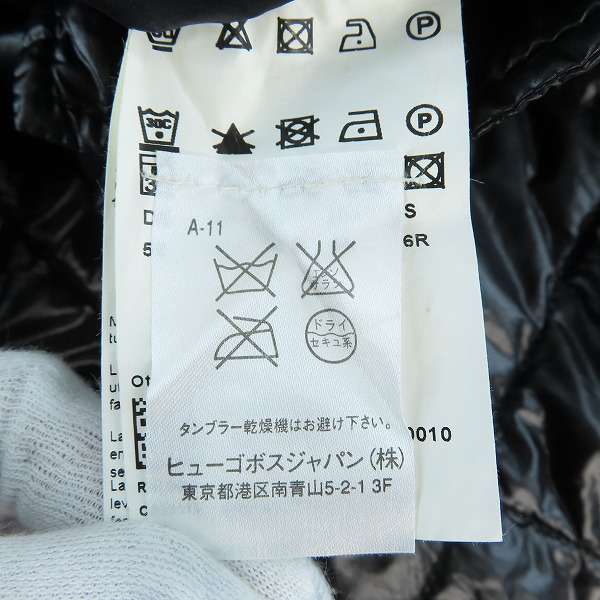 P
30C
P
A-11
S
6R
エンソ
サラシ
ドライ
セキユ系
タンブラー乾燥機はお避け下さい。
0010
ヒューゴボスジャパン(株)
東京都港区南青山5-2-1 3F